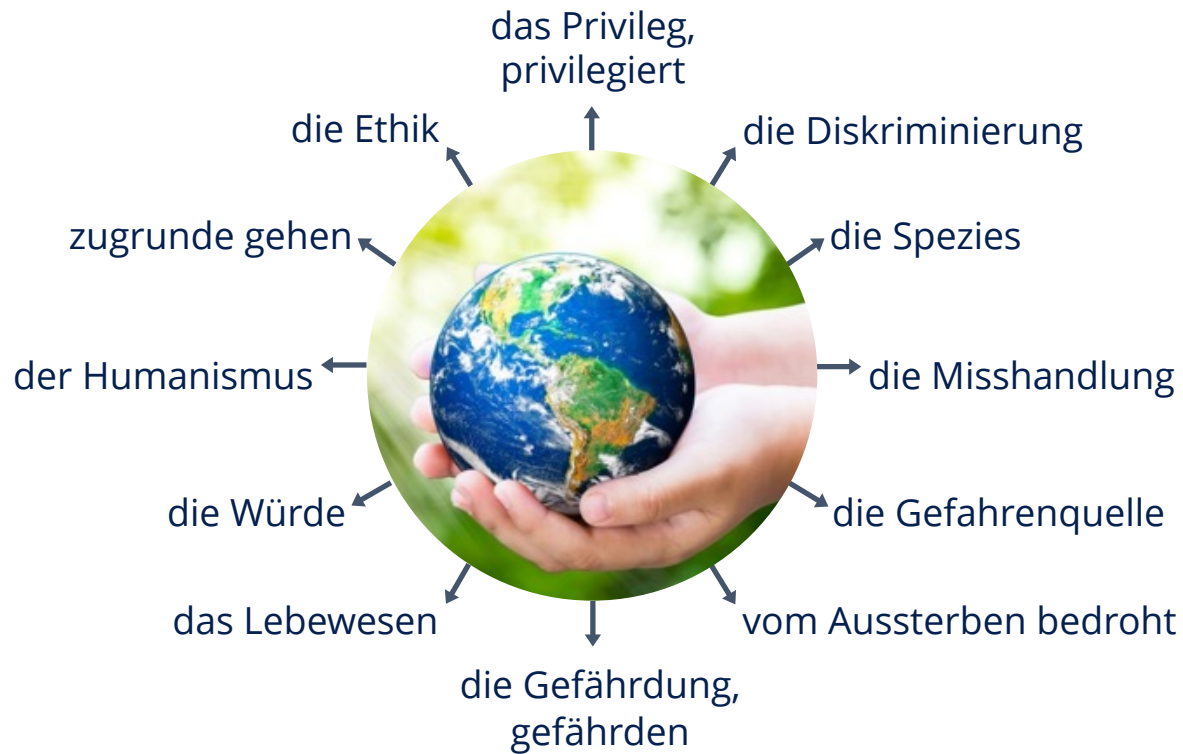 das Privileg,
privilegiert
die Ethik
die Diskriminierung
zugrunde gehen
die Spezies
der Humanismus
die Misshandlung
die Würde
die Gefahrenquelle
das Lebewesen
vom Aussterben bedroht
die Gefährdung,
gefährden